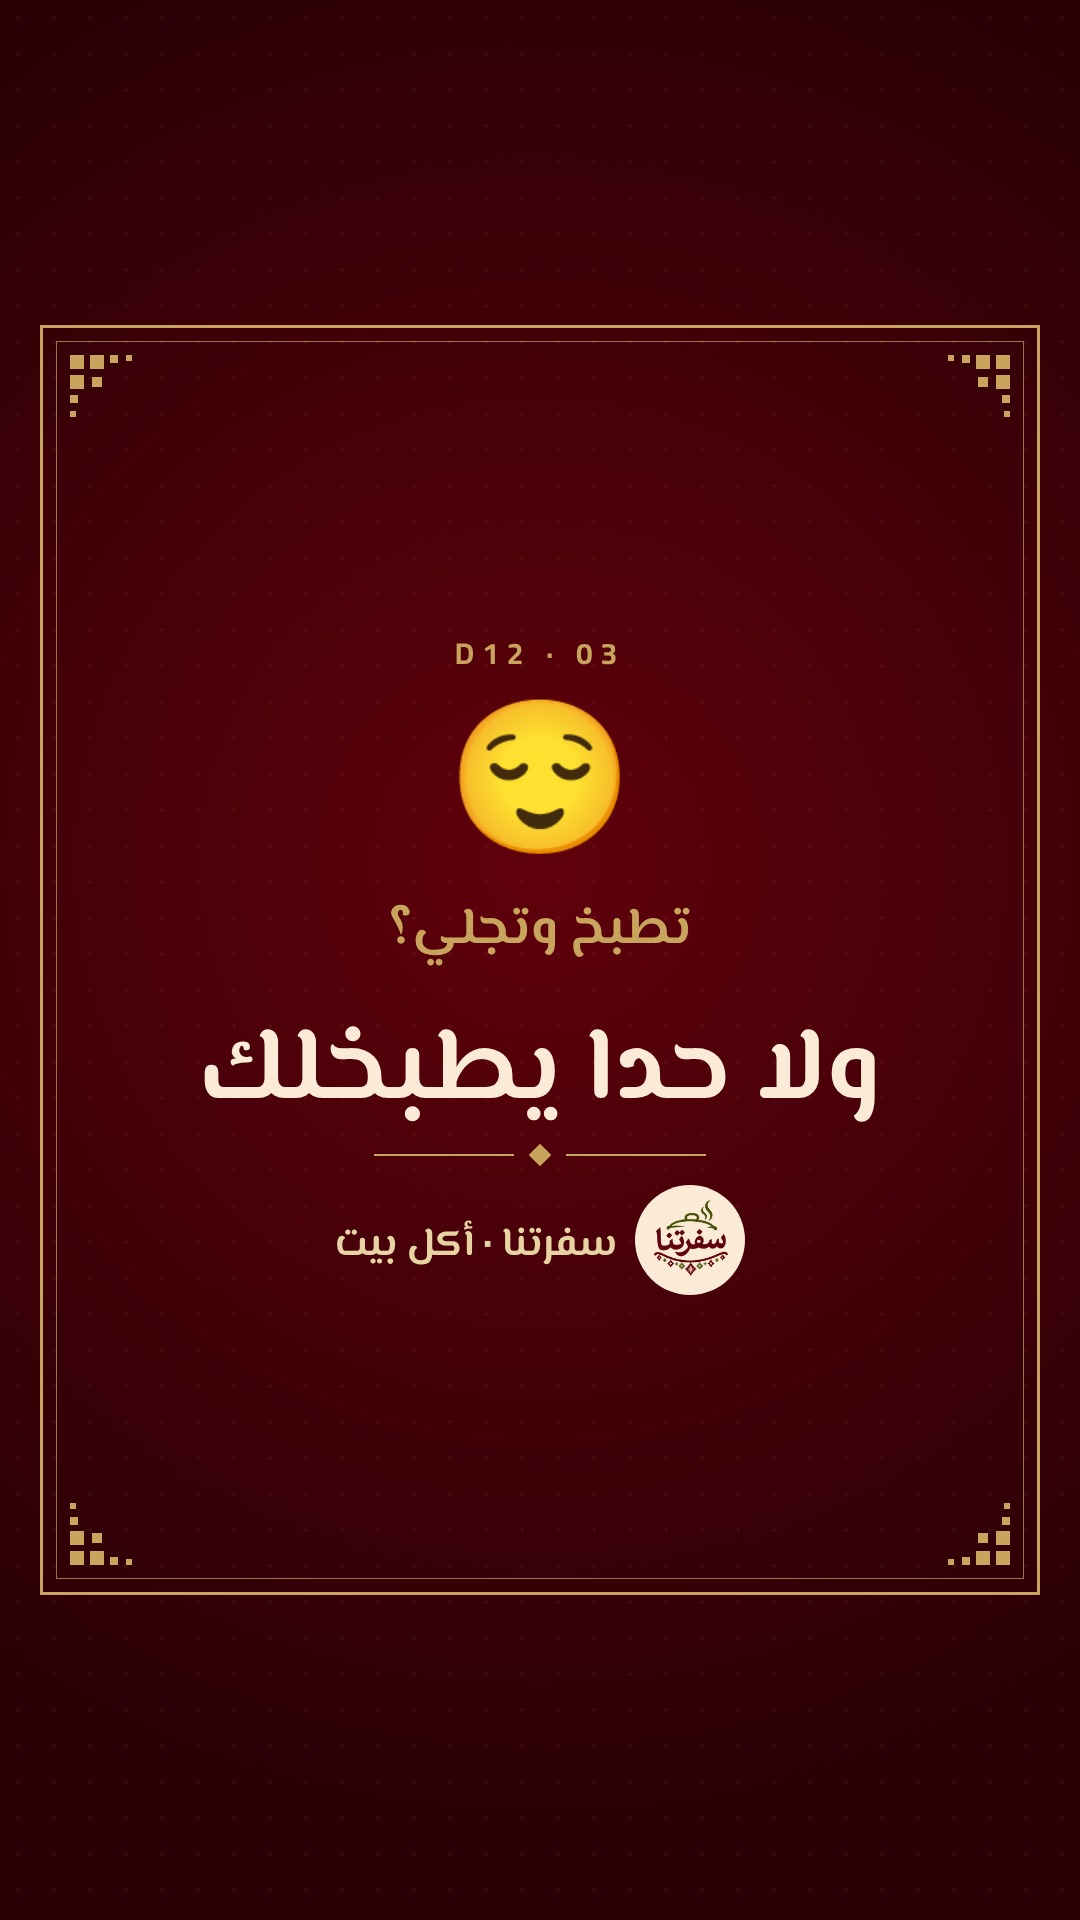 D12 · 03
تطبخ وتجلي؟
ولا حدا يطبخلك
سفرتنا
سفرتنا · أكل بيت